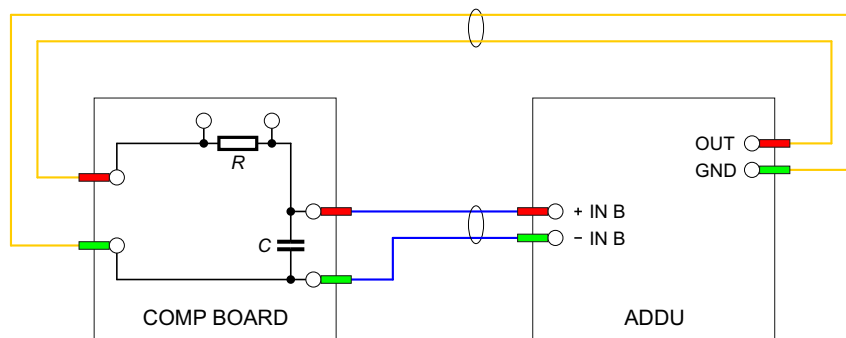 OUT
GND
R
+ IN B
− IN B
C
COMP BOARD
ADDU